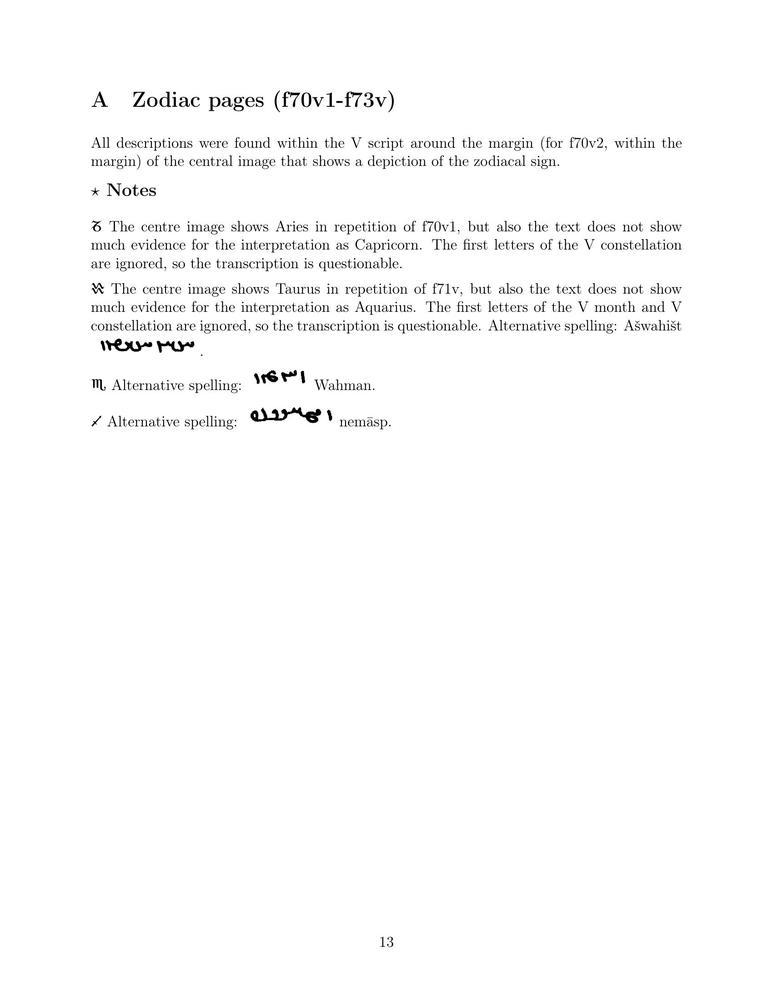 A Zodiac pages (f70v1-f73v)
All descriptions were found within the V script around the margin (for f70v2, within the
margin) of the central image that shows a depiction of the zodiacal sign.
⋆ Notes
♑ The centre image shows Aries in repetition of f70v1, but also the text does not show
much evidence for the interpretation as Capricorn. The first letters of the V constellation
are ignored, so the transcription is questionable.
♒ The centre image shows Taurus in repetition of f71v, but also the text does not show
much evidence for the interpretation as Aquarius. The first letters of the V month and V
constellation are ignored, so the transcription is questionable. Alternative spelling: Ašwahišt
.
♏ Alternative spelling: Wahman.
♐ Alternative spelling: nemāsp.
13